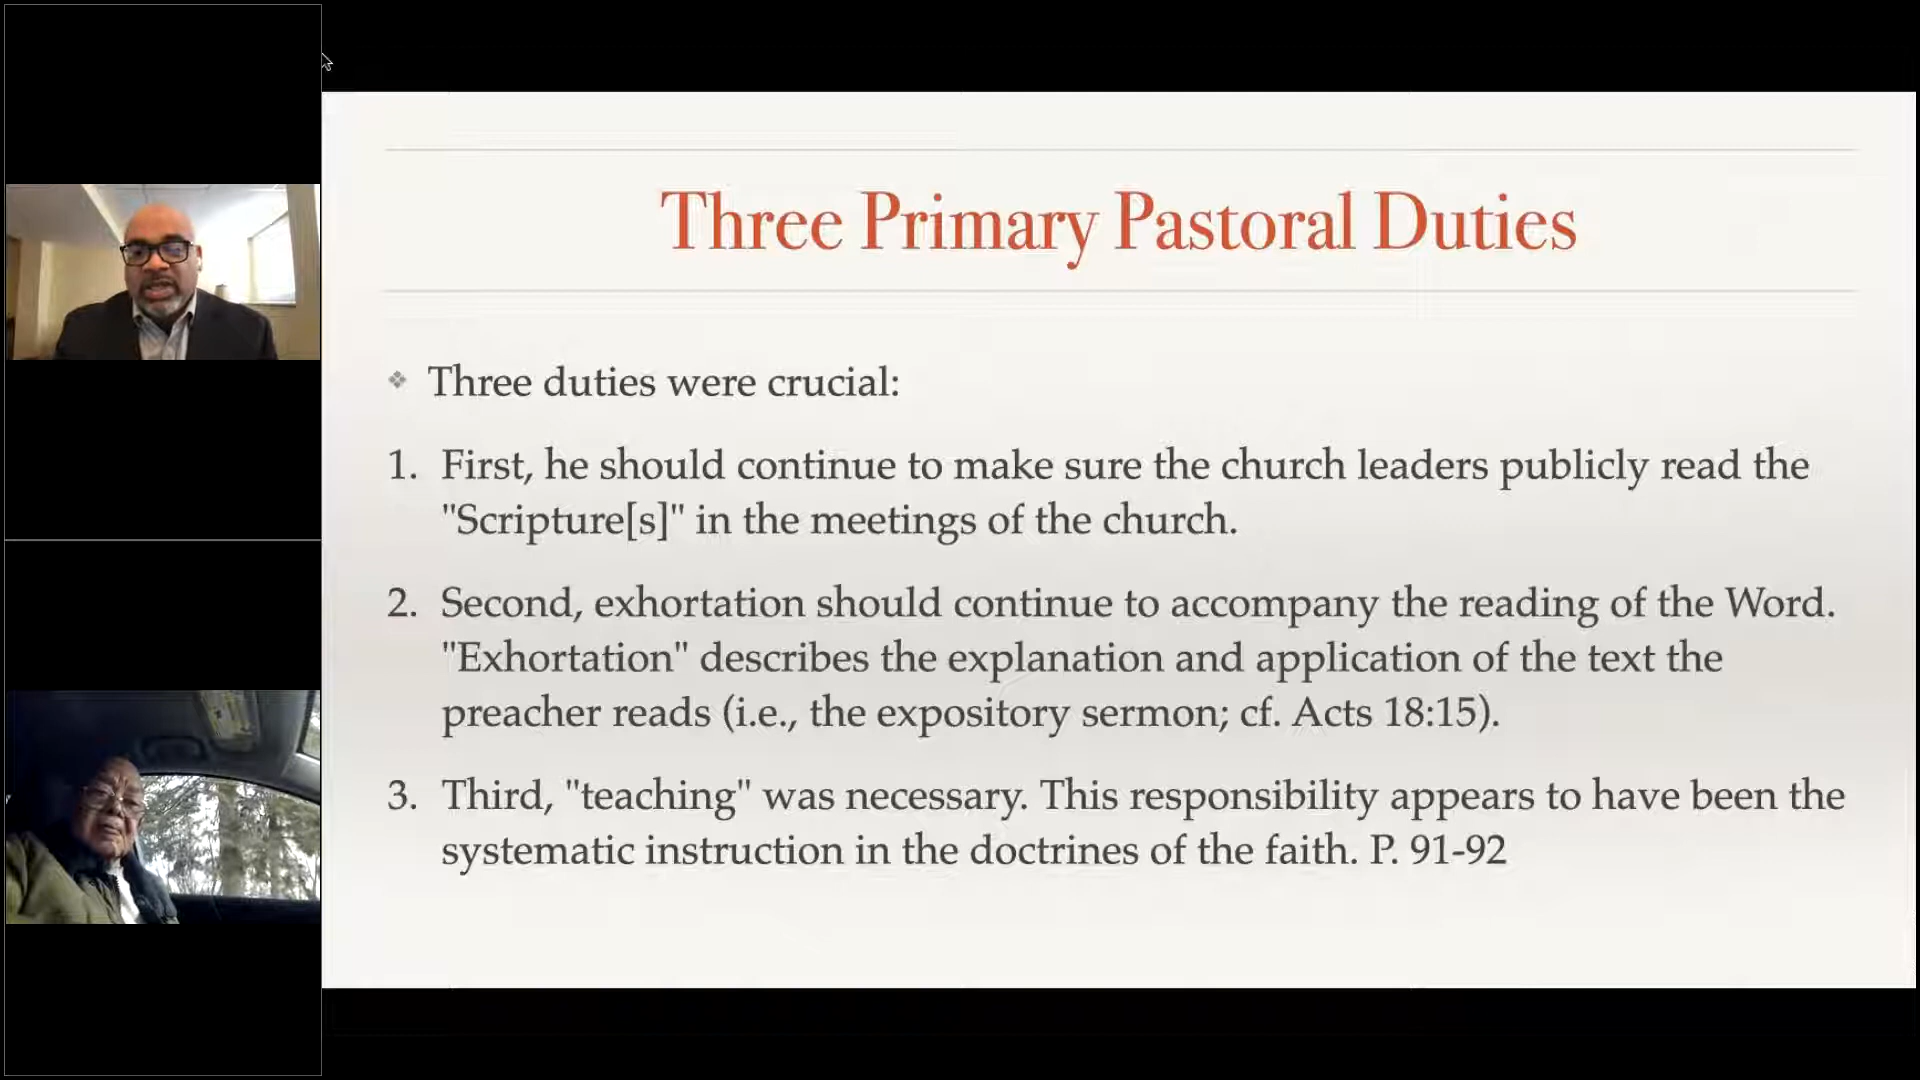 Three Primary Pastoral Duties
❖ Three duties were crucial:
1. First, he should continue to make sure the church leaders publicly read the
"Scripture[s]" in the meetings of the church.
2. Second, exhortation should continue to accompany the reading of the Word.
"Exhortation" describes the explanation and application of the text the
preacher reads (i.e., the expository sermon; cf. Acts 18:15).
3. Third, "teaching" was necessary. This responsibility appears to have been the
systematic instruction in the doctrines of the faith. P. 91-92